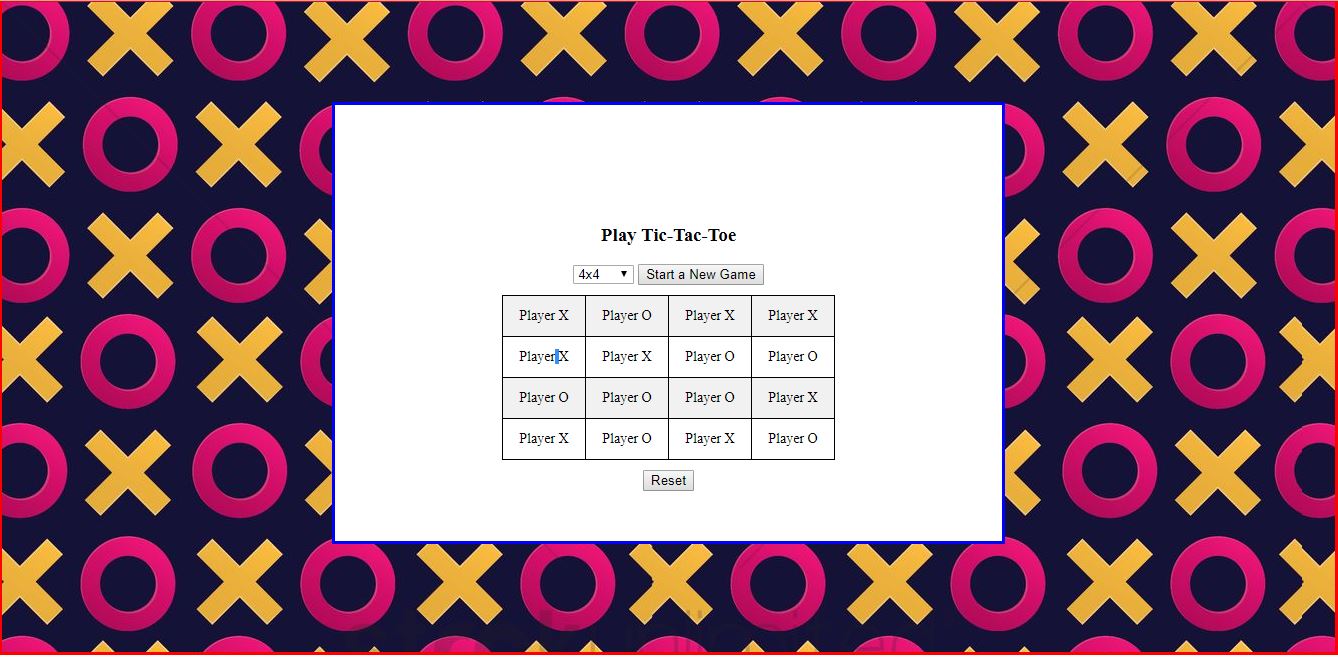 Play Tic-Tac-Toe
4x4 Start a New Game
Player X Player O Player X Player X
Player X Player X Player O Player O
Player O Player O Player O Player X
Player X Player O Player X Player O
Reset